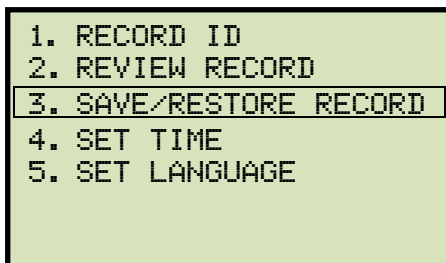 1. RECORD ID
2. REVIEW RECORD
3. SAVE/RESTORE RECORD
4. SET TIME
5. SET LANGUAGE